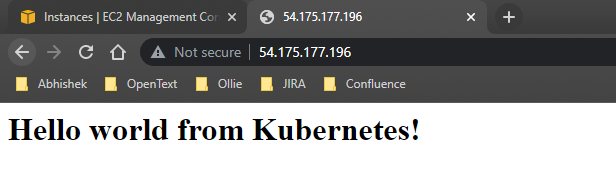 Instances | EC2 Management Con
54.175.177.196
Not secure | 54.175.177.196
Abhishek OpenText Ollie JIRA Confluence
Hello world from Kubernetes!